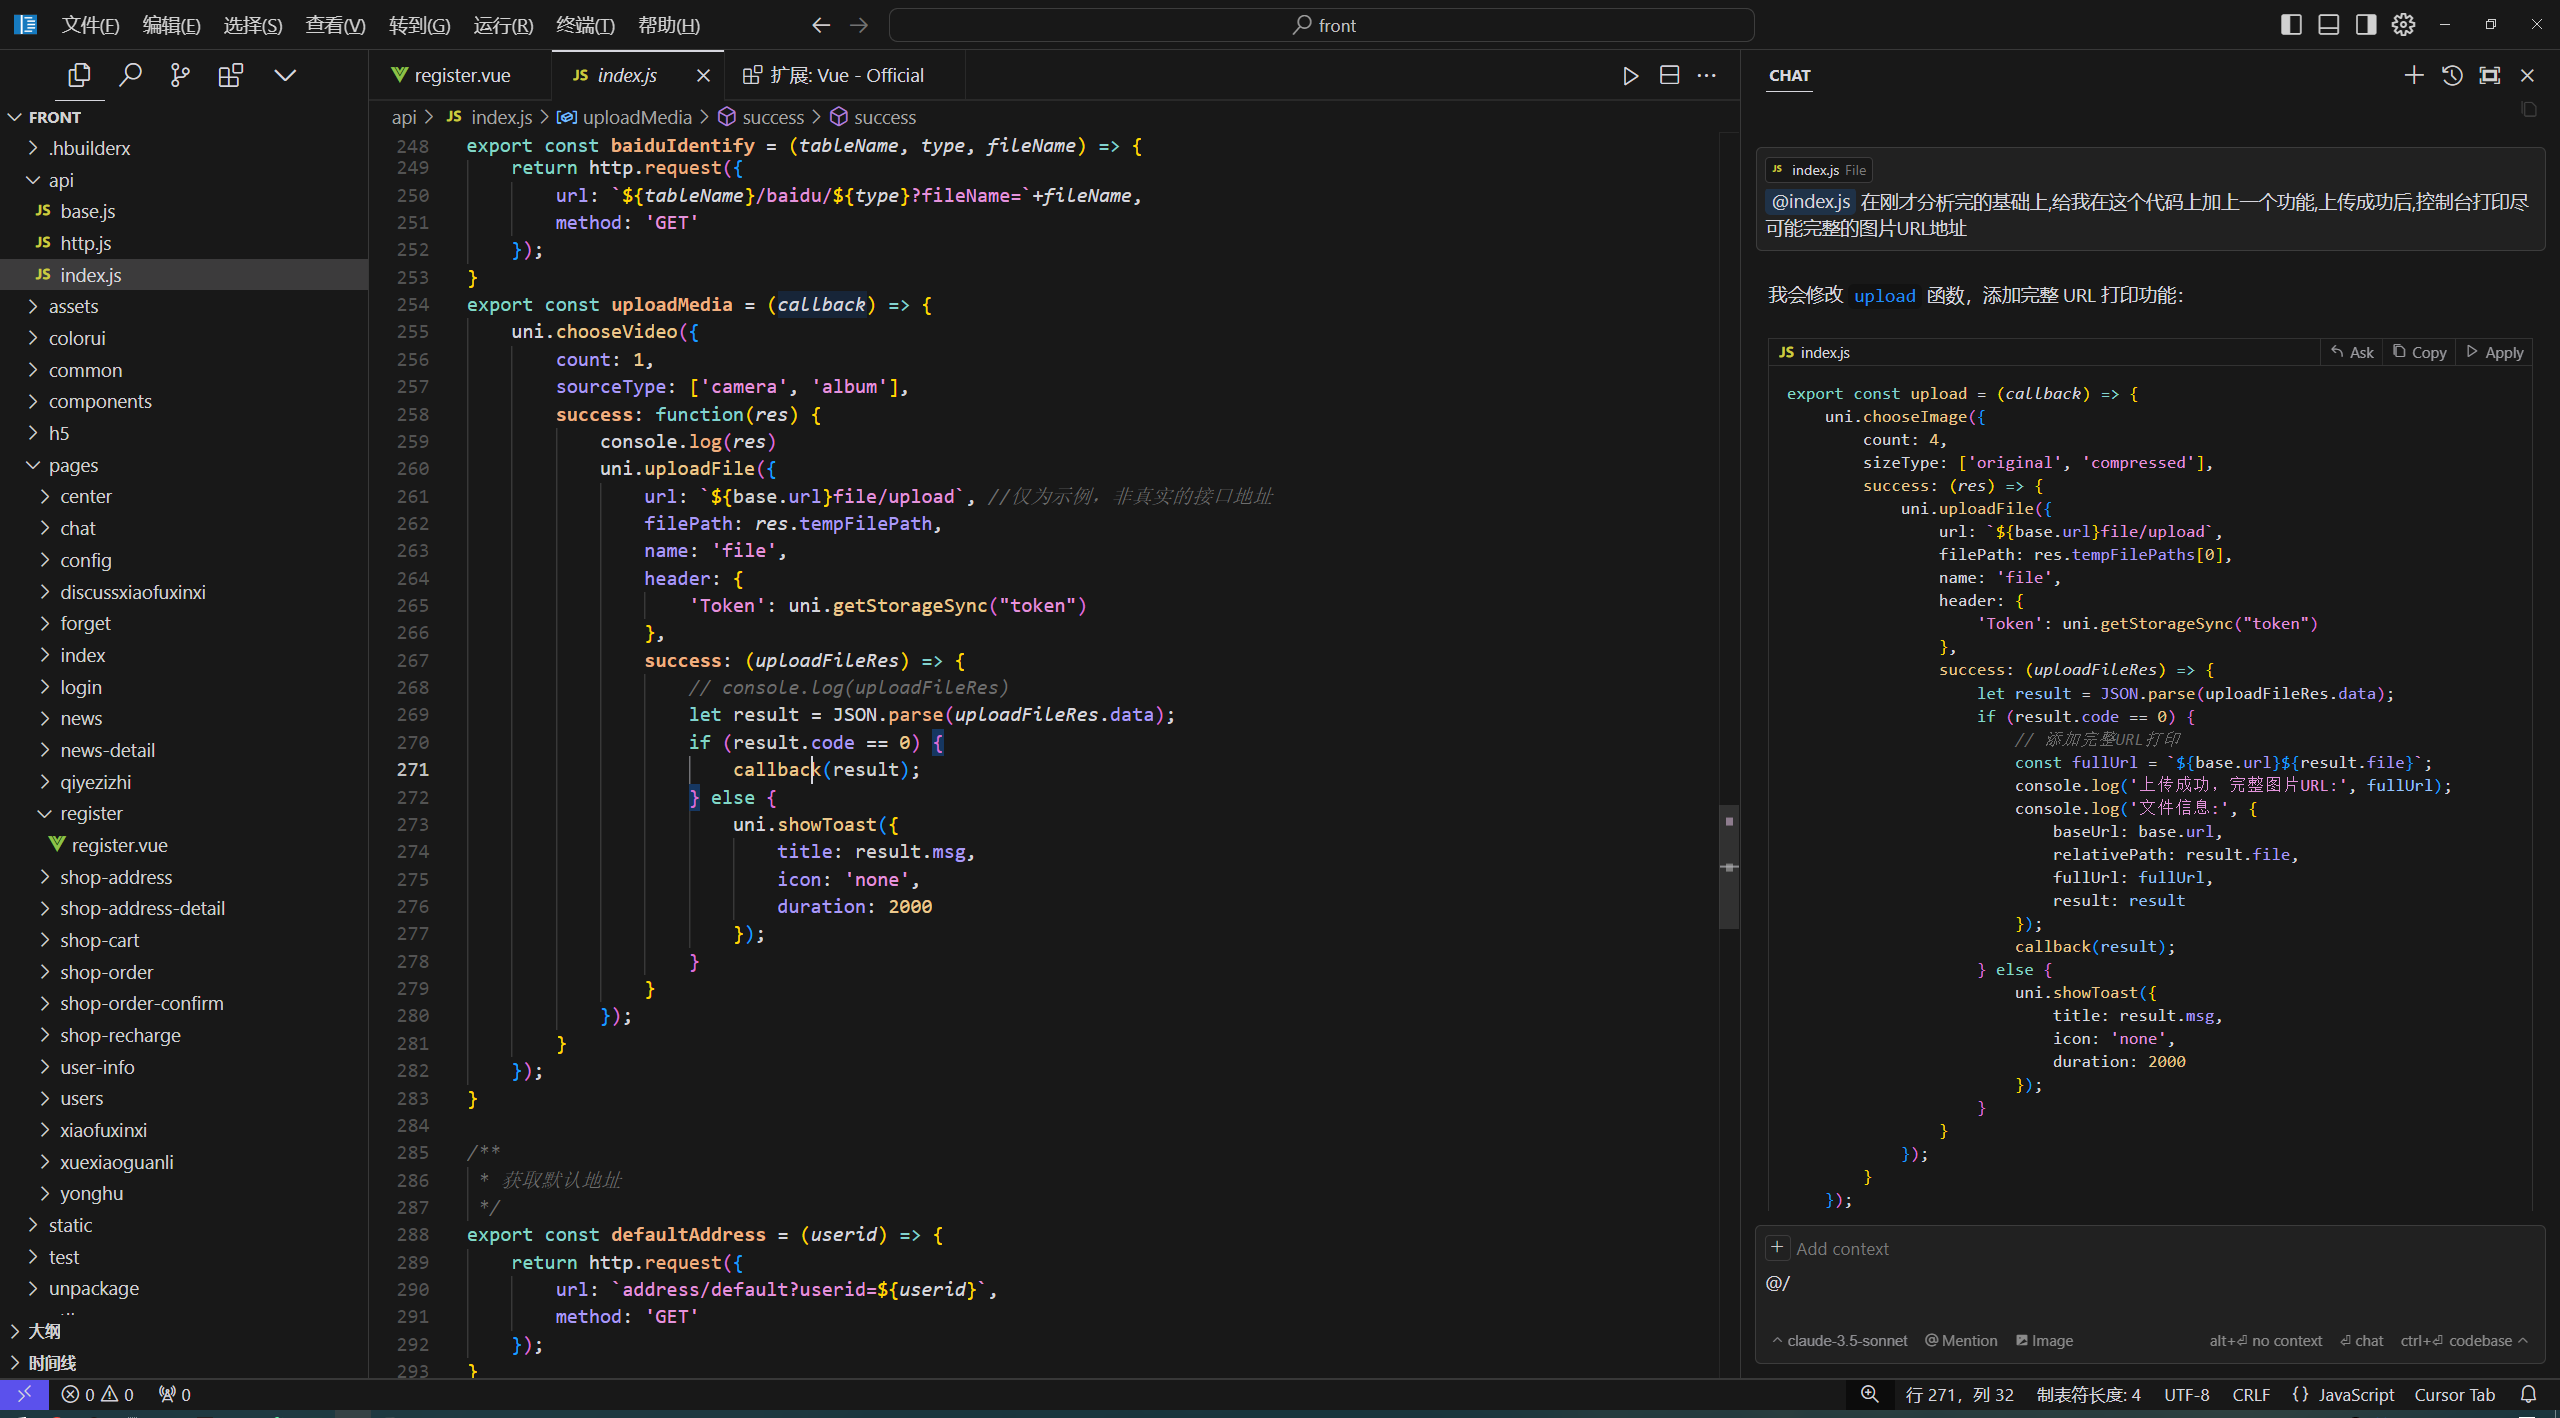 文件(F) 编辑(E) 选择(S) 查看(V) 转到(G) 运行(R) 终端(T) 帮助(H) front
FRONT
.hbuilderx
api
JS base.js
JS http.js
JS index.js
assets
colorui
common
components
h5
pages
center
chat
config
discussxiaofuxinxi
forget
index
login
news
news-detail
qiyezizhi
register
register.vue
shop-address
shop-address-detail
shop-cart
shop-order
shop-order-confirm
shop-recharge
user-info
users
xiaofuxinxi
xuexiaoguanli
yonghu
static
test
unpackage
大纲
时间线
register.vue JS index.js 扩展: Vue - Official
api > JS index.js > uploadMedia > success > success
248 export const baiduIdentify = (tableName, type, fileName) => {
249 return http.request({
250 url: `${tableName}/baidu/${type}?fileName=`+fileName,
251 method: 'GET'
252 });
253 }
254 export const uploadMedia = (callback) => {
255 uni.chooseVideo({
256 count: 1,
257 sourceType: ['camera', 'album'],
258 success: function(res) {
259 console.log(res)
260 uni.uploadFile({
261 url: `${base.url}file/upload`, //仅为示例，非真实的接口地址
262 filePath: res.tempFilePath,
263 name: 'file',
264 header: {
265 'Token': uni.getStorageSync("token")
266 },
267 success: (uploadFileRes) => {
268 // console.log(uploadFileRes)
269 let result = JSON.parse(uploadFileRes.data);
270 if (result.code == 0) {
271 callback(result);
272 } else {
273 uni.showToast({
274 title: result.msg,
275 icon: 'none',
276 duration: 2000
277 });
278 }
279 }
280 });
281 }
282 });
283 }
284
285 /**
286 * 获取默认地址
287 */
288 export const defaultAddress = (userid) => {
289 return http.request({
290 url: `address/default?userid=${userid}`,
291 method: 'GET'
292 });
293 }
CHAT
JS index.js File
@index.js 在刚才分析完的基础上,给我在这个代码上加上一个功能,上传成功后,控制台打印尽
可能完整的图片URL地址
我会修改 upload 函数，添加完整 URL 打印功能：
JS index.js Ask Copy Apply
export const upload = (callback) => {
uni.chooseImage({
count: 4,
sizeType: ['original', 'compressed'],
success: (res) => {
uni.uploadFile({
url: `${base.url}file/upload`,
filePath: res.tempFilePaths[0],
name: 'file',
header: {
'Token': uni.getStorageSync("token")
},
success: (uploadFileRes) => {
let result = JSON.parse(uploadFileRes.data);
if (result.code == 0) {
// 添加完整URL打印
const fullUrl = `${base.url}${result.file}`;
console.log('上传成功，完整图片URL:', fullUrl);
console.log('文件信息:', {
baseUrl: base.url,
relativePath: result.file,
fullUrl: fullUrl,
result: result
});
callback(result);
} else {
uni.showToast({
title: result.msg,
icon: 'none',
duration: 2000
});
}
}
});
}
});
+ Add context
@/
claude-3.5-sonnet @ Mention Image alt+⏎ no context ⏎ chat ctrl+⏎ codebase
0 0 0 行 271，列 32 制表符长度: 4 UTF-8 CRLF {} JavaScript Cursor Tab